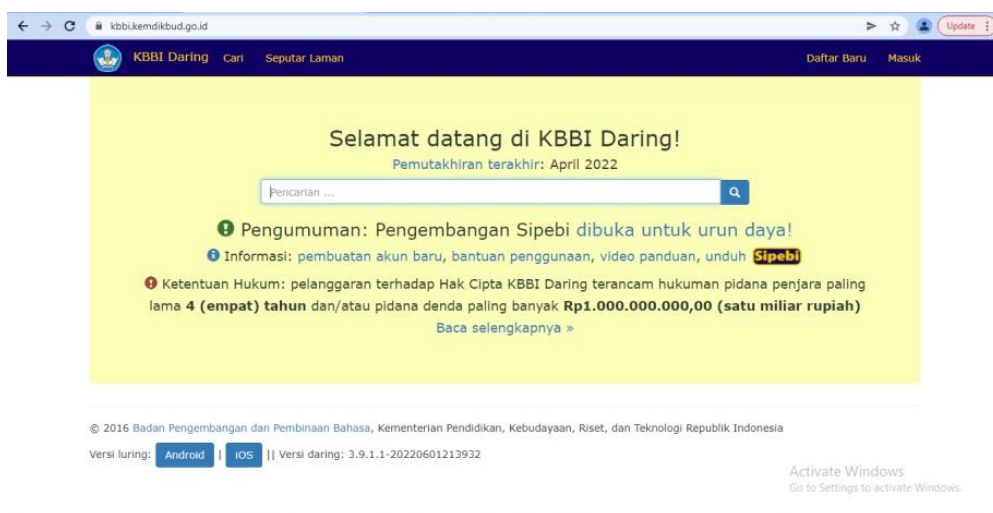 kbbi.kemdikbud.go.id
Update
KBBI Daring Cari Seputar Laman Daftar Baru Masuk
Selamat datang di KBBI Daring!
Pemutakhiran terakhir: April 2022
Pencarian ...
Pengumuman: Pengembangan Sipebi dibuka untuk urun daya!
Informasi: pembuatan akun baru, bantuan penggunaan, video panduan, unduh Sipebi
Ketentuan Hukum: pelanggaran terhadap Hak Cipta KBBI Daring terancam hukuman pidana penjara paling
lama 4 (empat) tahun dan/atau pidana denda paling banyak Rp1.000.000.000,00 (satu miliar rupiah)
Baca selengkapnya »
© 2016 Badan Pengembangan dan Pembinaan Bahasa, Kementerian Pendidikan, Kebudayaan, Riset, dan Teknologi Republik Indonesia
Versi luring: Android | iOS || Versi daring: 3.9.1.1-20220601213932
Activate Windows
Go to Settings to activate Windows.